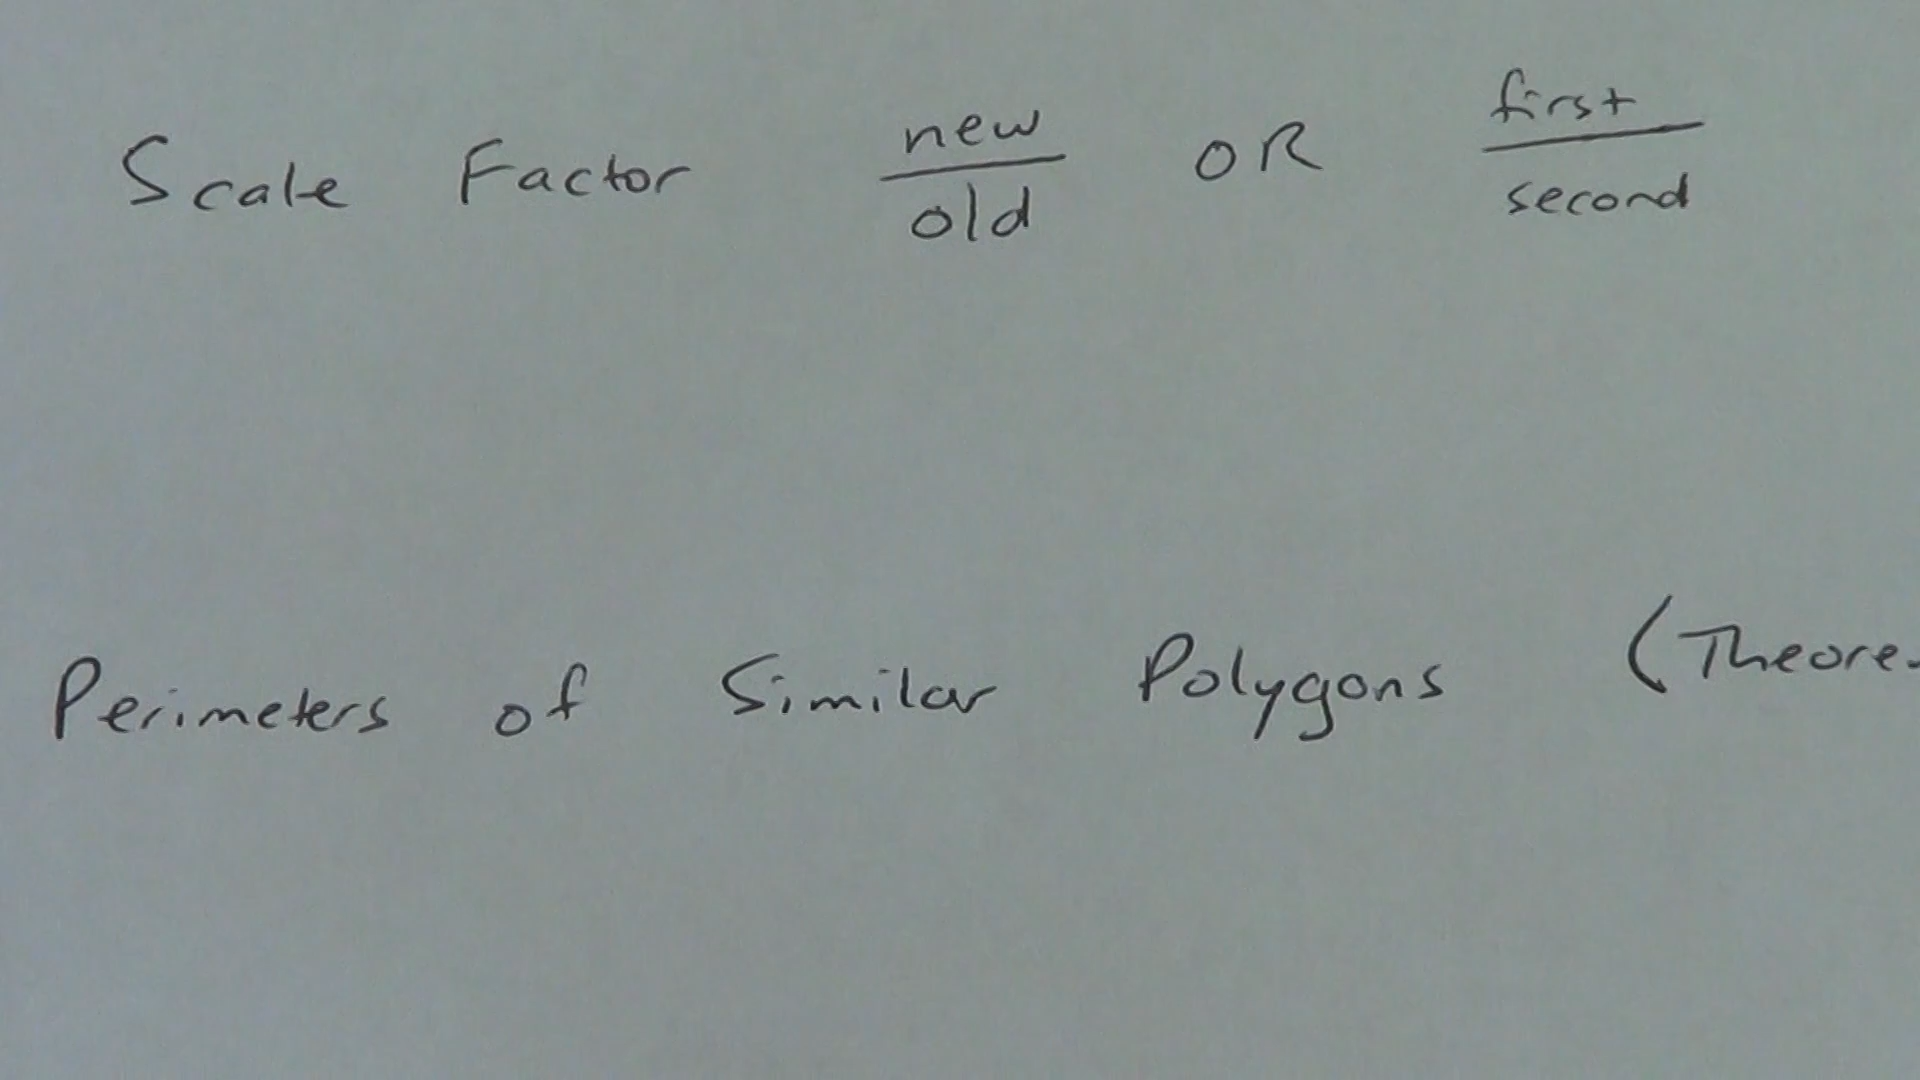 Scale Factor new/old OR first/second
Perimeters of Similar Polygons (Theore